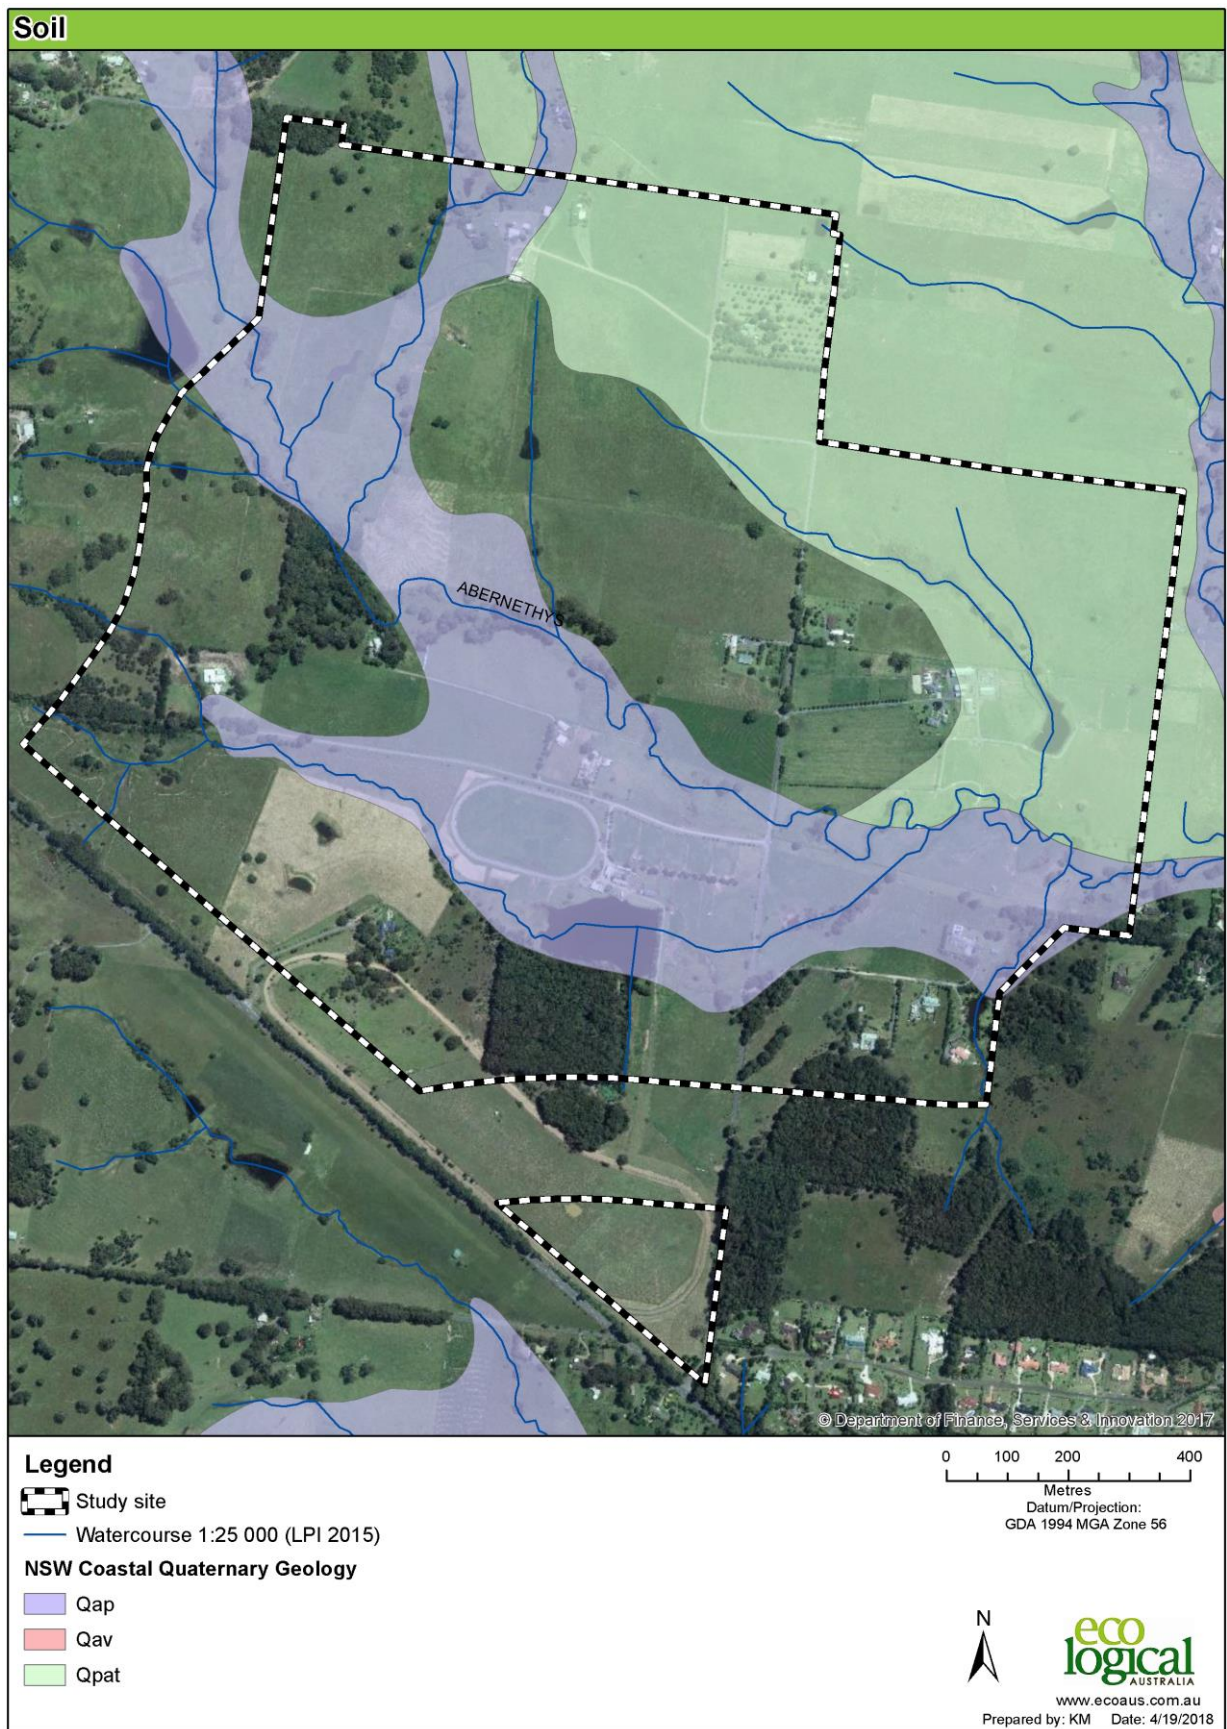 Soil
ABERNETHYS
© Department of Finance, Services & Innovation 2017
Legend
Study site
Watercourse 1:25 000 (LPI 2015)
NSW Coastal Quaternary Geology
Qap
Qav
Qpat
0 100 200 400
Metres
Datum/Projection:
GDA 1994 MGA Zone 56
N
eco
logical
AUSTRALIA
www.ecoaus.com.au
Prepared by: KM Date: 4/19/2018